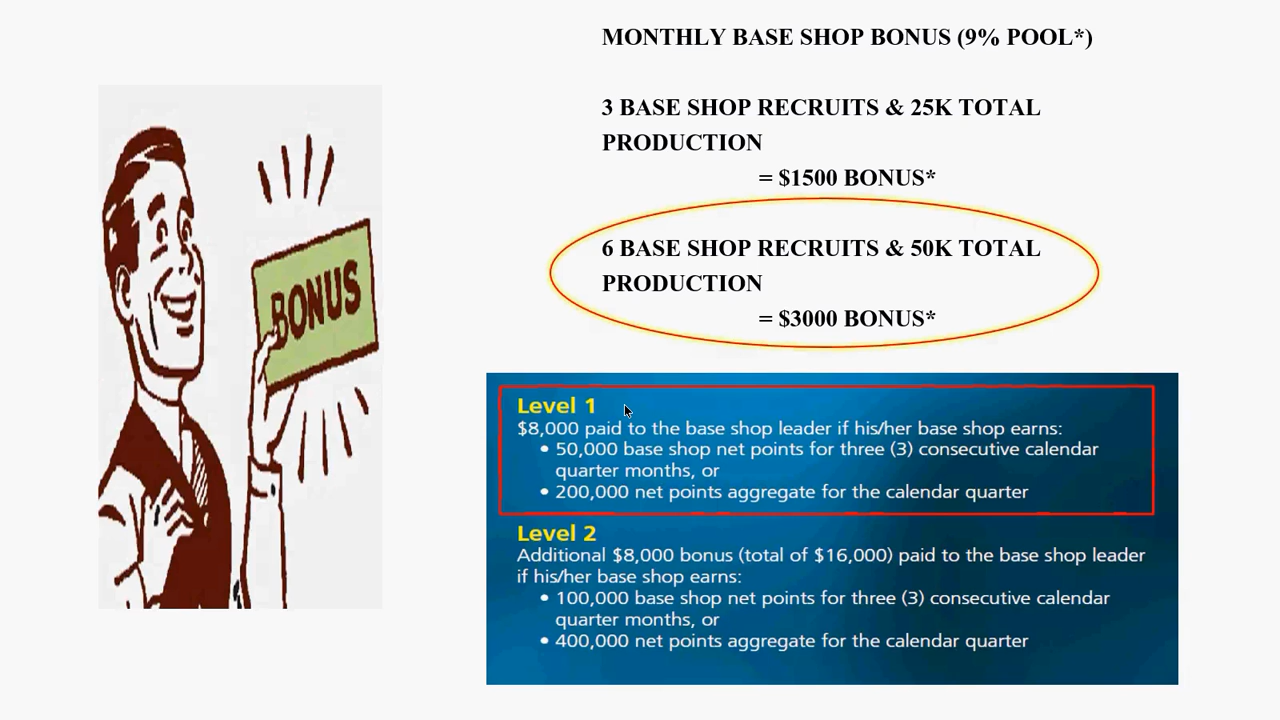 MONTHLY BASE SHOP BONUS (9% POOL*)
3 BASE SHOP RECRUITS & 25K TOTAL
PRODUCTION
= $1500 BONUS*
6 BASE SHOP RECRUITS & 50K TOTAL
PRODUCTION
= $3000 BONUS*
BONUS
Level 1
$8,000 paid to the base shop leader if his/her base shop earns:
• 50,000 base shop net points for three (3) consecutive calendar
quarter months, or
• 200,000 net points aggregate for the calendar quarter
Level 2
Additional $8,000 bonus (total of $16,000) paid to the base shop leader
if his/her base shop earns:
• 100,000 base shop net points for three (3) consecutive calendar
quarter months, or
• 400,000 net points aggregate for the calendar quarter